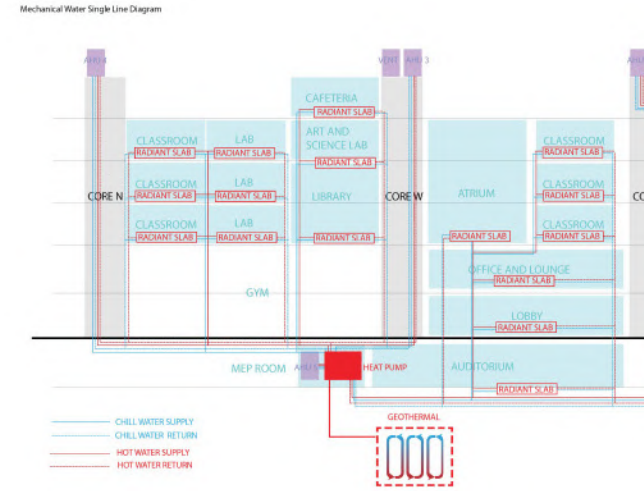 Mechanical Water Single Line Diagram
AHU 4
VENT
AHU 3
AHU
CAFETERIA
RADIANT SLAB
CLASSROOM
RADIANT SLAB
LAB
RADIANT SLAB
ART AND
SCIENCE LAB
RADIANT SLAB
CLASSROOM
RADIANT SLAB
CORE N
CLASSROOM
RADIANT SLAB
LAB
RADIANT SLAB
LIBRARY
CORE W
ATRIUM
CLASSROOM
RADIANT SLAB
CLASSROOM
RADIANT SLAB
LAB
RADIANT SLAB
RADIANT SLAB
RADIANT SLAB
CLASSROOM
RADIANT SLAB
OFFICE AND LOUNGE
RADIANT SLAB
GYM
LOBBY
RADIANT SLAB
MEP ROOM
HEAT PUMP
AUDITORIUM
RADIANT SLAB
GEOTHERMAL
CHILL WATER SUPPLY
CHILL WATER RETURN
HOT WATER SUPPLY
HOT WATER RETURN